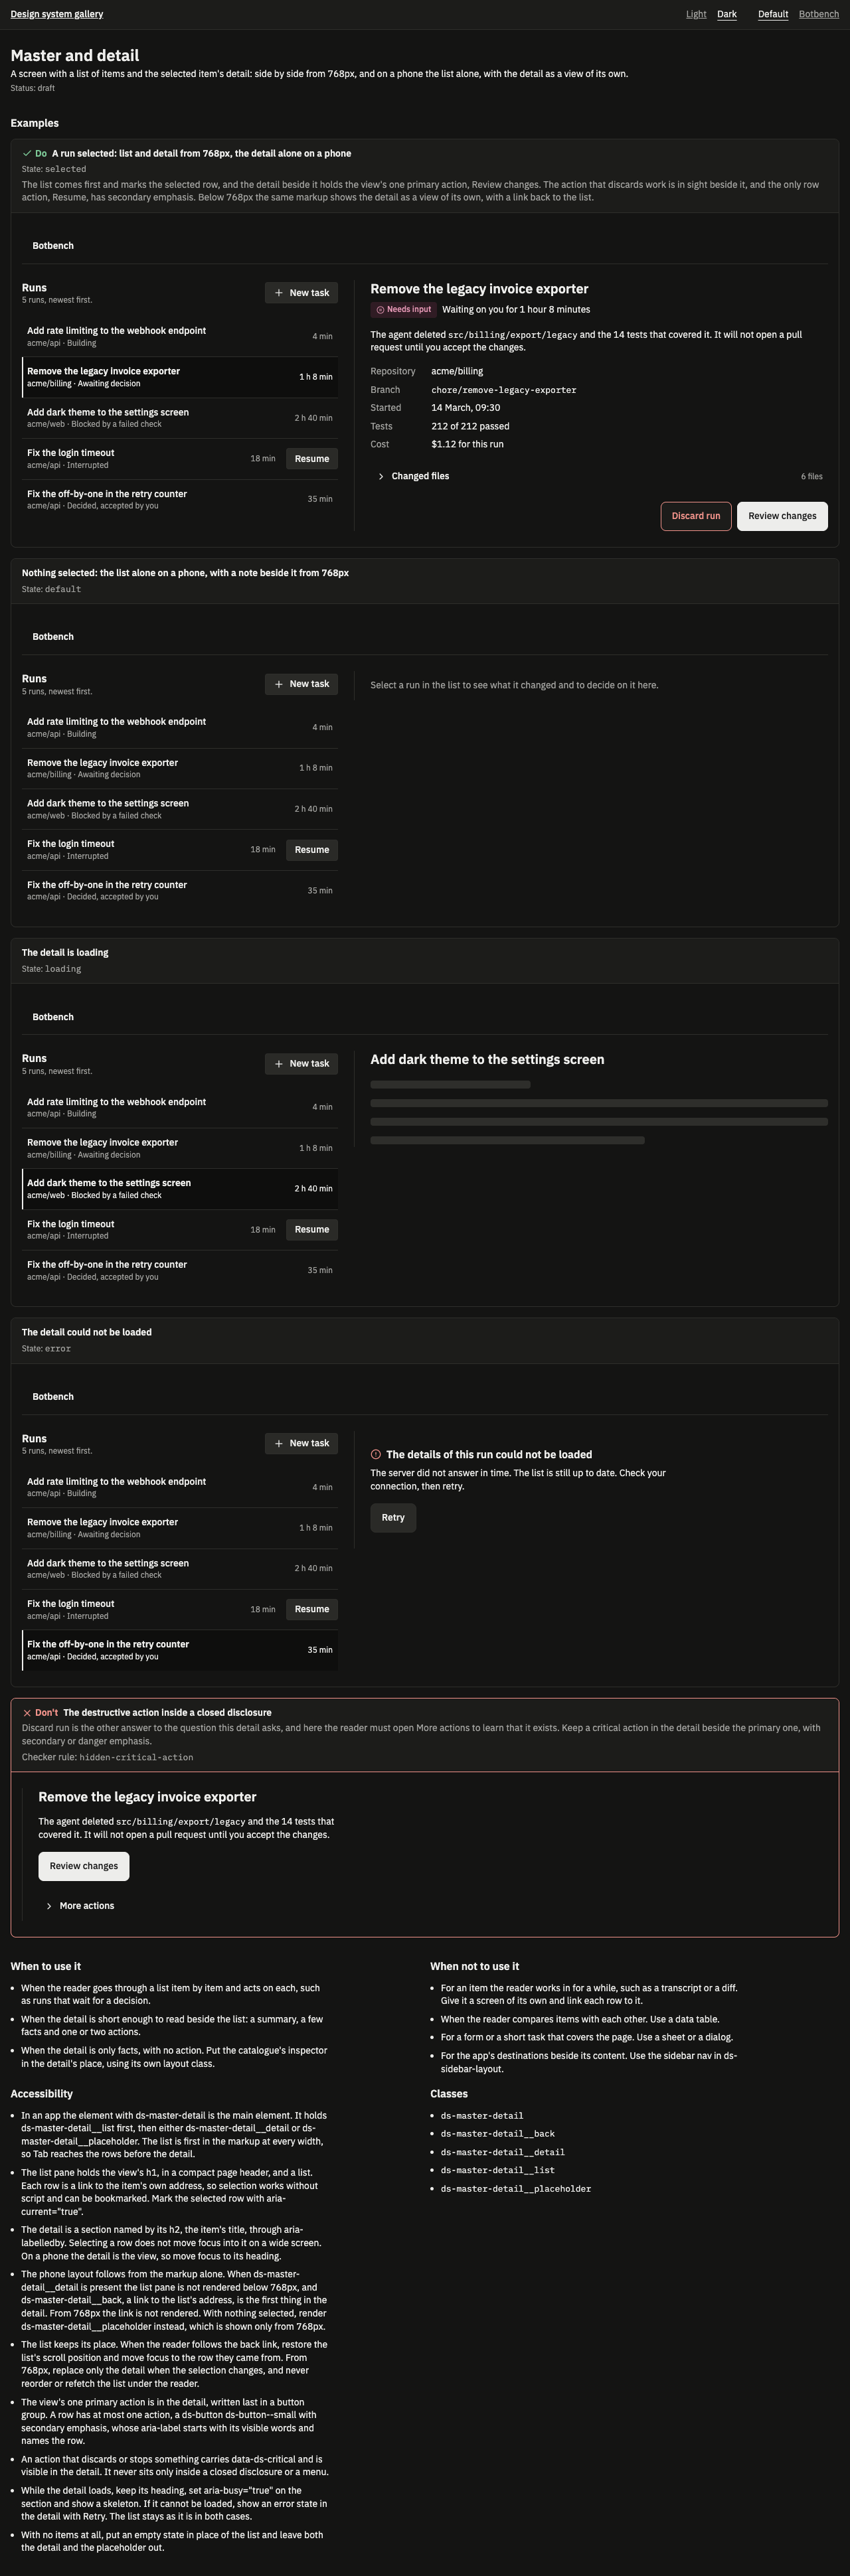 Design system gallery
Light Dark Default Botbench
Master and detail
A screen with a list of items and the selected item's detail: side by side from 768px, and on a phone the list alone, with the detail as a view of its own.
Status: draft
Examples
Do A run selected: list and detail from 768px, the detail alone on a phone
State: selected
The list comes first and marks the selected row, and the detail beside it holds the view's one primary action, Review changes. The action that discards work is in sight beside it, and the only row
action, Resume, has secondary emphasis. Below 768px the same markup shows the detail as a view of its own, with a link back to the list.
Botbench
Runs
5 runs, newest first.
New task
Add rate limiting to the webhook endpoint
acme/api · Building
4 min
Remove the legacy invoice exporter
acme/billing · Awaiting decision
1 h 8 min
Add dark theme to the settings screen
acme/web · Blocked by a failed check
2 h 40 min
Fix the login timeout
acme/api · Interrupted
18 min
Resume
Fix the off-by-one in the retry counter
acme/api · Decided, accepted by you
35 min
Remove the legacy invoice exporter
Needs input Waiting on you for 1 hour 8 minutes
The agent deleted src/billing/export/legacy and the 14 tests that covered it. It will not open a pull
request until you accept the changes.
Repository acme/billing
Branch chore/remove-legacy-exporter
Started 14 March, 09:30
Tests 212 of 212 passed
Cost $1.12 for this run
Changed files 6 files
Discard run Review changes
Nothing selected: the list alone on a phone, with a note beside it from 768px
State: default
Botbench
Runs
5 runs, newest first.
New task
Add rate limiting to the webhook endpoint
acme/api · Building
4 min
Remove the legacy invoice exporter
acme/billing · Awaiting decision
1 h 8 min
Add dark theme to the settings screen
acme/web · Blocked by a failed check
2 h 40 min
Fix the login timeout
acme/api · Interrupted
18 min
Resume
Fix the off-by-one in the retry counter
acme/api · Decided, accepted by you
35 min
Select a run in the list to see what it changed and to decide on it here.
The detail is loading
State: loading
Botbench
Runs
5 runs, newest first.
New task
Add rate limiting to the webhook endpoint
acme/api · Building
4 min
Remove the legacy invoice exporter
acme/billing · Awaiting decision
1 h 8 min
Add dark theme to the settings screen
acme/web · Blocked by a failed check
2 h 40 min
Fix the login timeout
acme/api · Interrupted
18 min
Resume
Fix the off-by-one in the retry counter
acme/api · Decided, accepted by you
35 min
Add dark theme to the settings screen
The detail could not be loaded
State: error
Botbench
Runs
5 runs, newest first.
New task
Add rate limiting to the webhook endpoint
acme/api · Building
4 min
Remove the legacy invoice exporter
acme/billing · Awaiting decision
1 h 8 min
Add dark theme to the settings screen
acme/web · Blocked by a failed check
2 h 40 min
Fix the login timeout
acme/api · Interrupted
18 min
Resume
Fix the off-by-one in the retry counter
acme/api · Decided, accepted by you
35 min
The details of this run could not be loaded
The server did not answer in time. The list is still up to date. Check your
connection, then retry.
Retry
Don't The destructive action inside a closed disclosure
Discard run is the other answer to the question this detail asks, and here the reader must open More actions to learn that it exists. Keep a critical action in the detail beside the primary one, with
secondary or danger emphasis.
Checker rule: hidden-critical-action
Remove the legacy invoice exporter
The agent deleted src/billing/export/legacy and the 14 tests that
covered it. It will not open a pull request until you accept the changes.
Review changes
More actions
When to use it
• When the reader goes through a list item by item and acts on each, such
as runs that wait for a decision.
• When the detail is short enough to read beside the list: a summary, a few
facts and one or two actions.
• When the detail is only facts, with no action. Put the catalogue's inspector
in the detail's place, using its own layout class.
When not to use it
• For an item the reader works in for a while, such as a transcript or a diff.
Give it a screen of its own and link each row to it.
• When the reader compares items with each other. Use a data table.
• For a form or a short task that covers the page. Use a sheet or a dialog.
• For the app's destinations beside its content. Use the sidebar nav in ds-
sidebar-layout.
Accessibility
• In an app the element with ds-master-detail is the main element. It holds
ds-master-detail__list first, then either ds-master-detail__detail or ds-
master-detail__placeholder. The list is first in the markup at every width,
so Tab reaches the rows before the detail.
• The list pane holds the view's h1, in a compact page header, and a list.
Each row is a link to the item's own address, so selection works without
script and can be bookmarked. Mark the selected row with aria-
current="true".
• The detail is a section named by its h2, the item's title, through aria-
labelledby. Selecting a row does not move focus into it on a wide screen.
On a phone the detail is the view, so move focus to its heading.
• The phone layout follows from the markup alone. When ds-master-
detail__detail is present the list pane is not rendered below 768px, and
ds-master-detail__back, a link to the list's address, is the first thing in the
detail. From 768px the link is not rendered. With nothing selected, render
ds-master-detail__placeholder instead, which is shown only from 768px.
• The list keeps its place. When the reader follows the back link, restore the
list's scroll position and move focus to the row they came from. From
768px, replace only the detail when the selection changes, and never
reorder or refetch the list under the reader.
• The view's one primary action is in the detail, written last in a button
group. A row has at most one action, a ds-button ds-button--small with
secondary emphasis, whose aria-label starts with its visible words and
names the row.
• An action that discards or stops something carries data-ds-critical and is
visible in the detail. It never sits only inside a closed disclosure or a menu.
• While the detail loads, keep its heading, set aria-busy="true" on the
section and show a skeleton. If it cannot be loaded, show an error state in
the detail with Retry. The list stays as it is in both cases.
• With no items at all, put an empty state in place of the list and leave both
the detail and the placeholder out.
Classes
• ds-master-detail
• ds-master-detail__back
• ds-master-detail__detail
• ds-master-detail__list
• ds-master-detail__placeholder